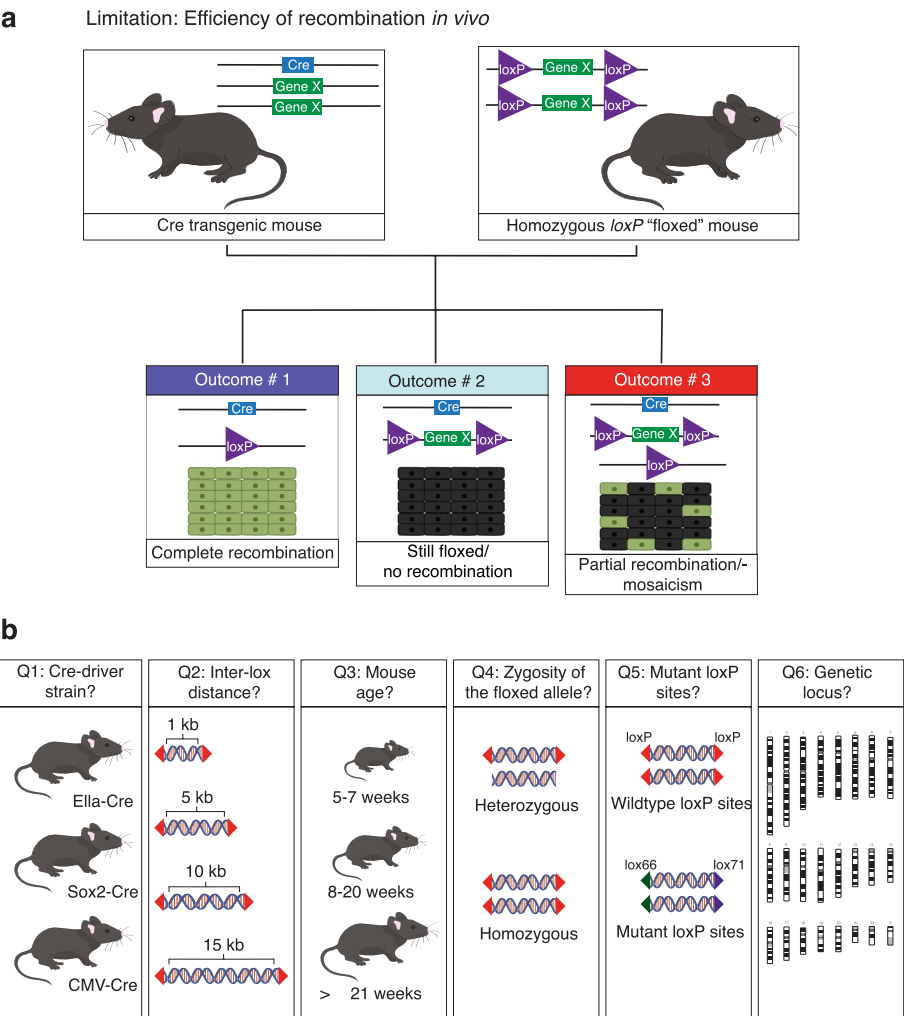 a
Limitation: Efficiency of recombination in vivo
Cre
Gene X
Gene X
Cre transgenic mouse
loxP Gene X loxP
loxP Gene X loxP
Homozygous loxP “floxed” mouse
Outcome # 1
Cre
loxP
Complete recombination
Outcome # 2
Cre
loxP Gene X loxP
Still floxed/
no recombination
Outcome # 3
Cre
loxP Gene X loxP
loxP
Partial recombination/-
mosaicism
b
Q1: Cre-driver
strain?
Ella-Cre
Sox2-Cre
CMV-Cre
Q2: Inter-lox
distance?
1 kb
5 kb
10 kb
15 kb
Q3: Mouse
age?
5-7 weeks
8-20 weeks
> 21 weeks
Q4: Zygosity of
the floxed allele?
Heterozygous
Homozygous
Q5: Mutant loxP
sites?
loxP loxP
Wildtype loxP sites
lox66 lox71
Mutant loxP sites
Q6: Genetic
locus?